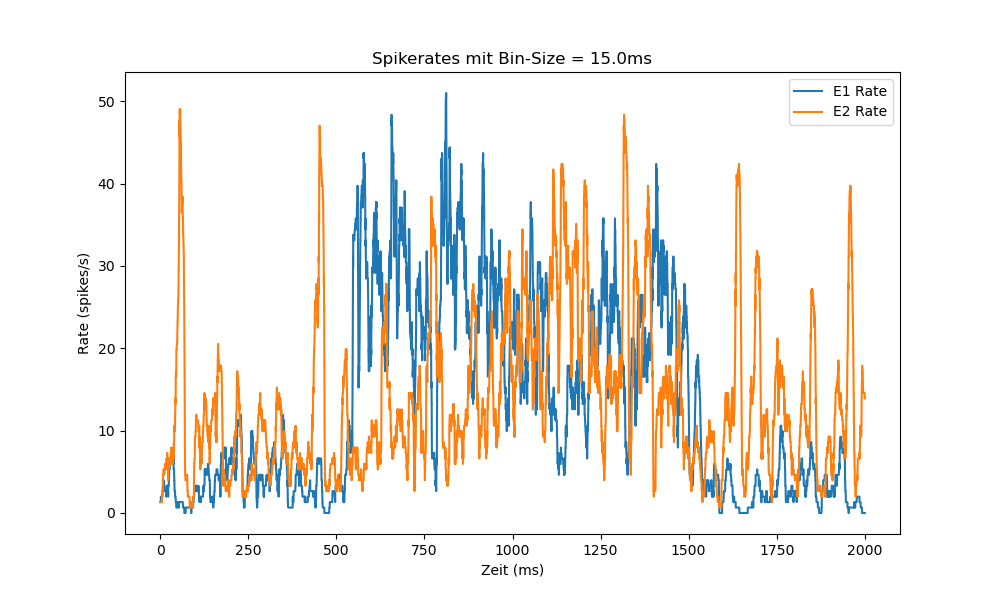 Spikerates mit Bin-Size = 15.0ms
E1 Rate
E2 Rate
50
40
30
20
10
0
Rate (spikes/s)
0 250 500 750 1000 1250 1500 1750 2000
Zeit (ms)